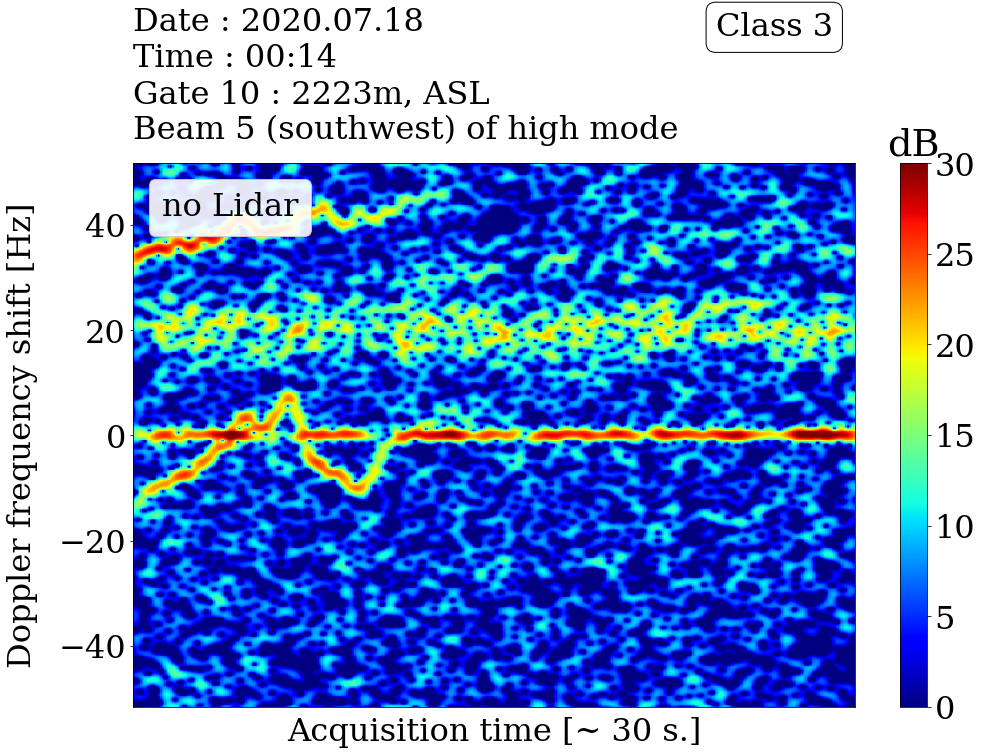 Date : 2020.07.18
Time : 00:14
Gate 10 : 2223m, ASL
Beam 5 (southwest) of high mode
Class 3
dB
no Lidar
Doppler frequency shift [Hz]
40
20
0
−20
−40
30
25
20
15
10
5
0
Acquisition time [~ 30 s.]